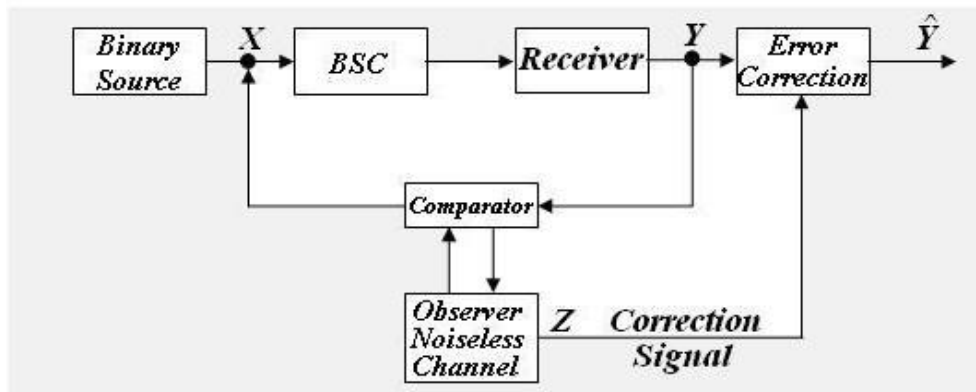 Binary
Source
X
BSC
Receiver
Y
Error
Correction
Ŷ
Comparator
Observer
Noiseless
Channel
Z Correction
Signal